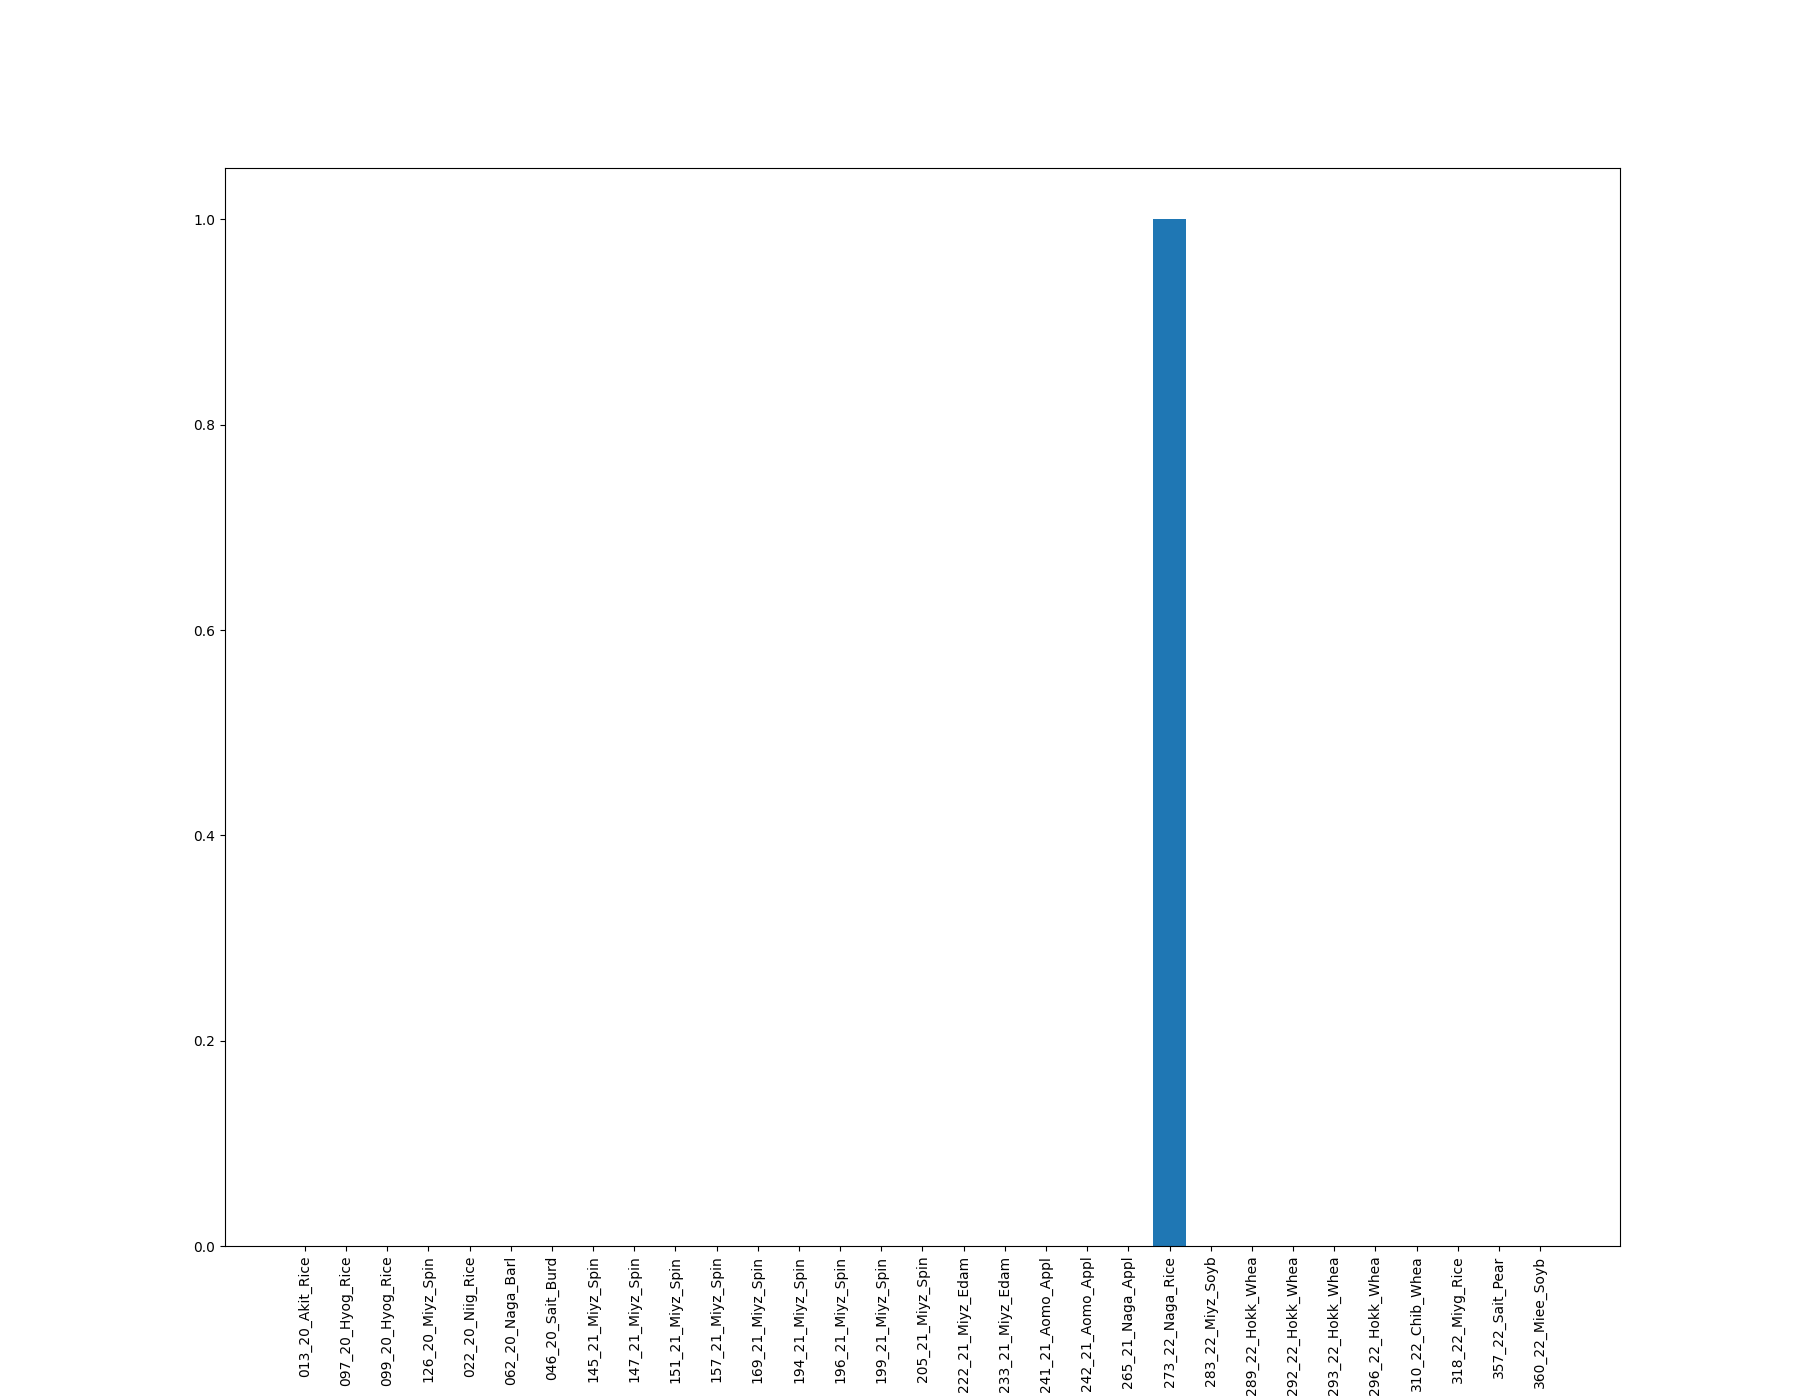 1.0
0.8
0.6
0.4
0.2
0.0
013_20_Akit_Rice
097_20_Hyog_Rice
099_20_Hyog_Rice
126_20_Miyz_Spin
022_20_Niig_Rice
062_20_Naga_Barl
046_20_Sait_Burd
145_21_Miyz_Spin
147_21_Miyz_Spin
151_21_Miyz_Spin
157_21_Miyz_Spin
169_21_Miyz_Spin
194_21_Miyz_Spin
196_21_Miyz_Spin
199_21_Miyz_Spin
205_21_Miyz_Spin
222_21_Miyz_Edam
233_21_Miyz_Edam
241_21_Aomo_Appl
242_21_Aomo_Appl
265_21_Naga_Appl
273_22_Naga_Rice
283_22_Miyz_Soyb
289_22_Hokk_Whea
292_22_Hokk_Whea
293_22_Hokk_Whea
296_22_Hokk_Whea
310_22_Chib_Whea
318_22_Miyg_Rice
357_22_Sait_Pear
360_22_Miee_Soyb